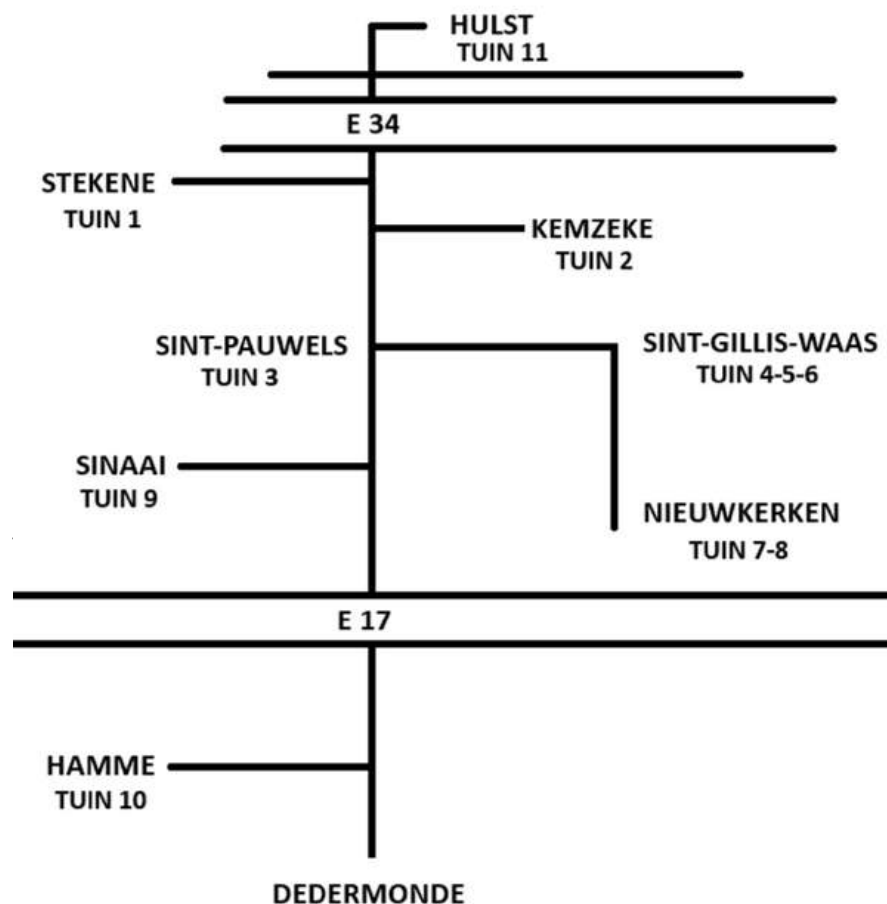 HULST
TUIN 11
E 34
STEKENE
TUIN 1
KEMZEKE
TUIN 2
SINT-PAUWELS
TUIN 3
SINT-GILLIS-WAAS
TUIN 4-5-6
SINAAI
TUIN 9
NIEUWKERKEN
TUIN 7-8
E 17
HAMME
TUIN 10
DEDERMONDE